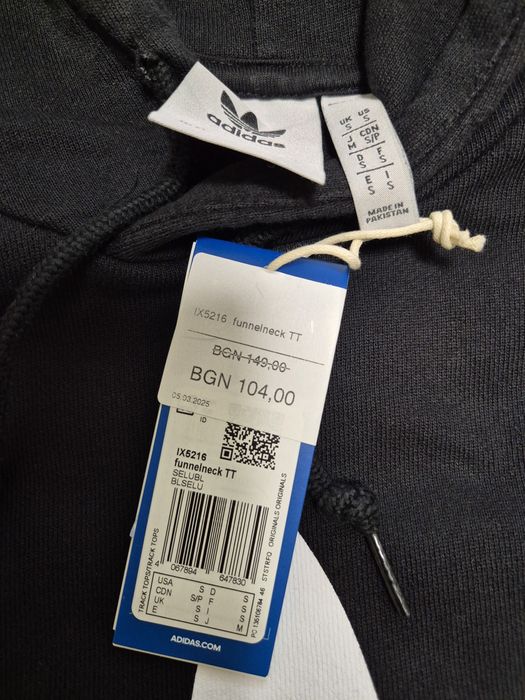 adidas
UK US
S S
J CDN
M S/P
D F
S S
E I
S S
MADE IN
PAKISTAN
IX5216 funnelneck TT
BGN 149,00
BGN 104,00
05.03.2025
ID
IX5216
funnelneck TT
SELUBL
BLSELU
4 067894 647830
TRACK TOPS/TRACK TOPS
ORIGINALS ORIGINALS
STSTRFQ
USA S D S
CDN S/P F S
UK S I S
E S J M
ADIDAS.COM